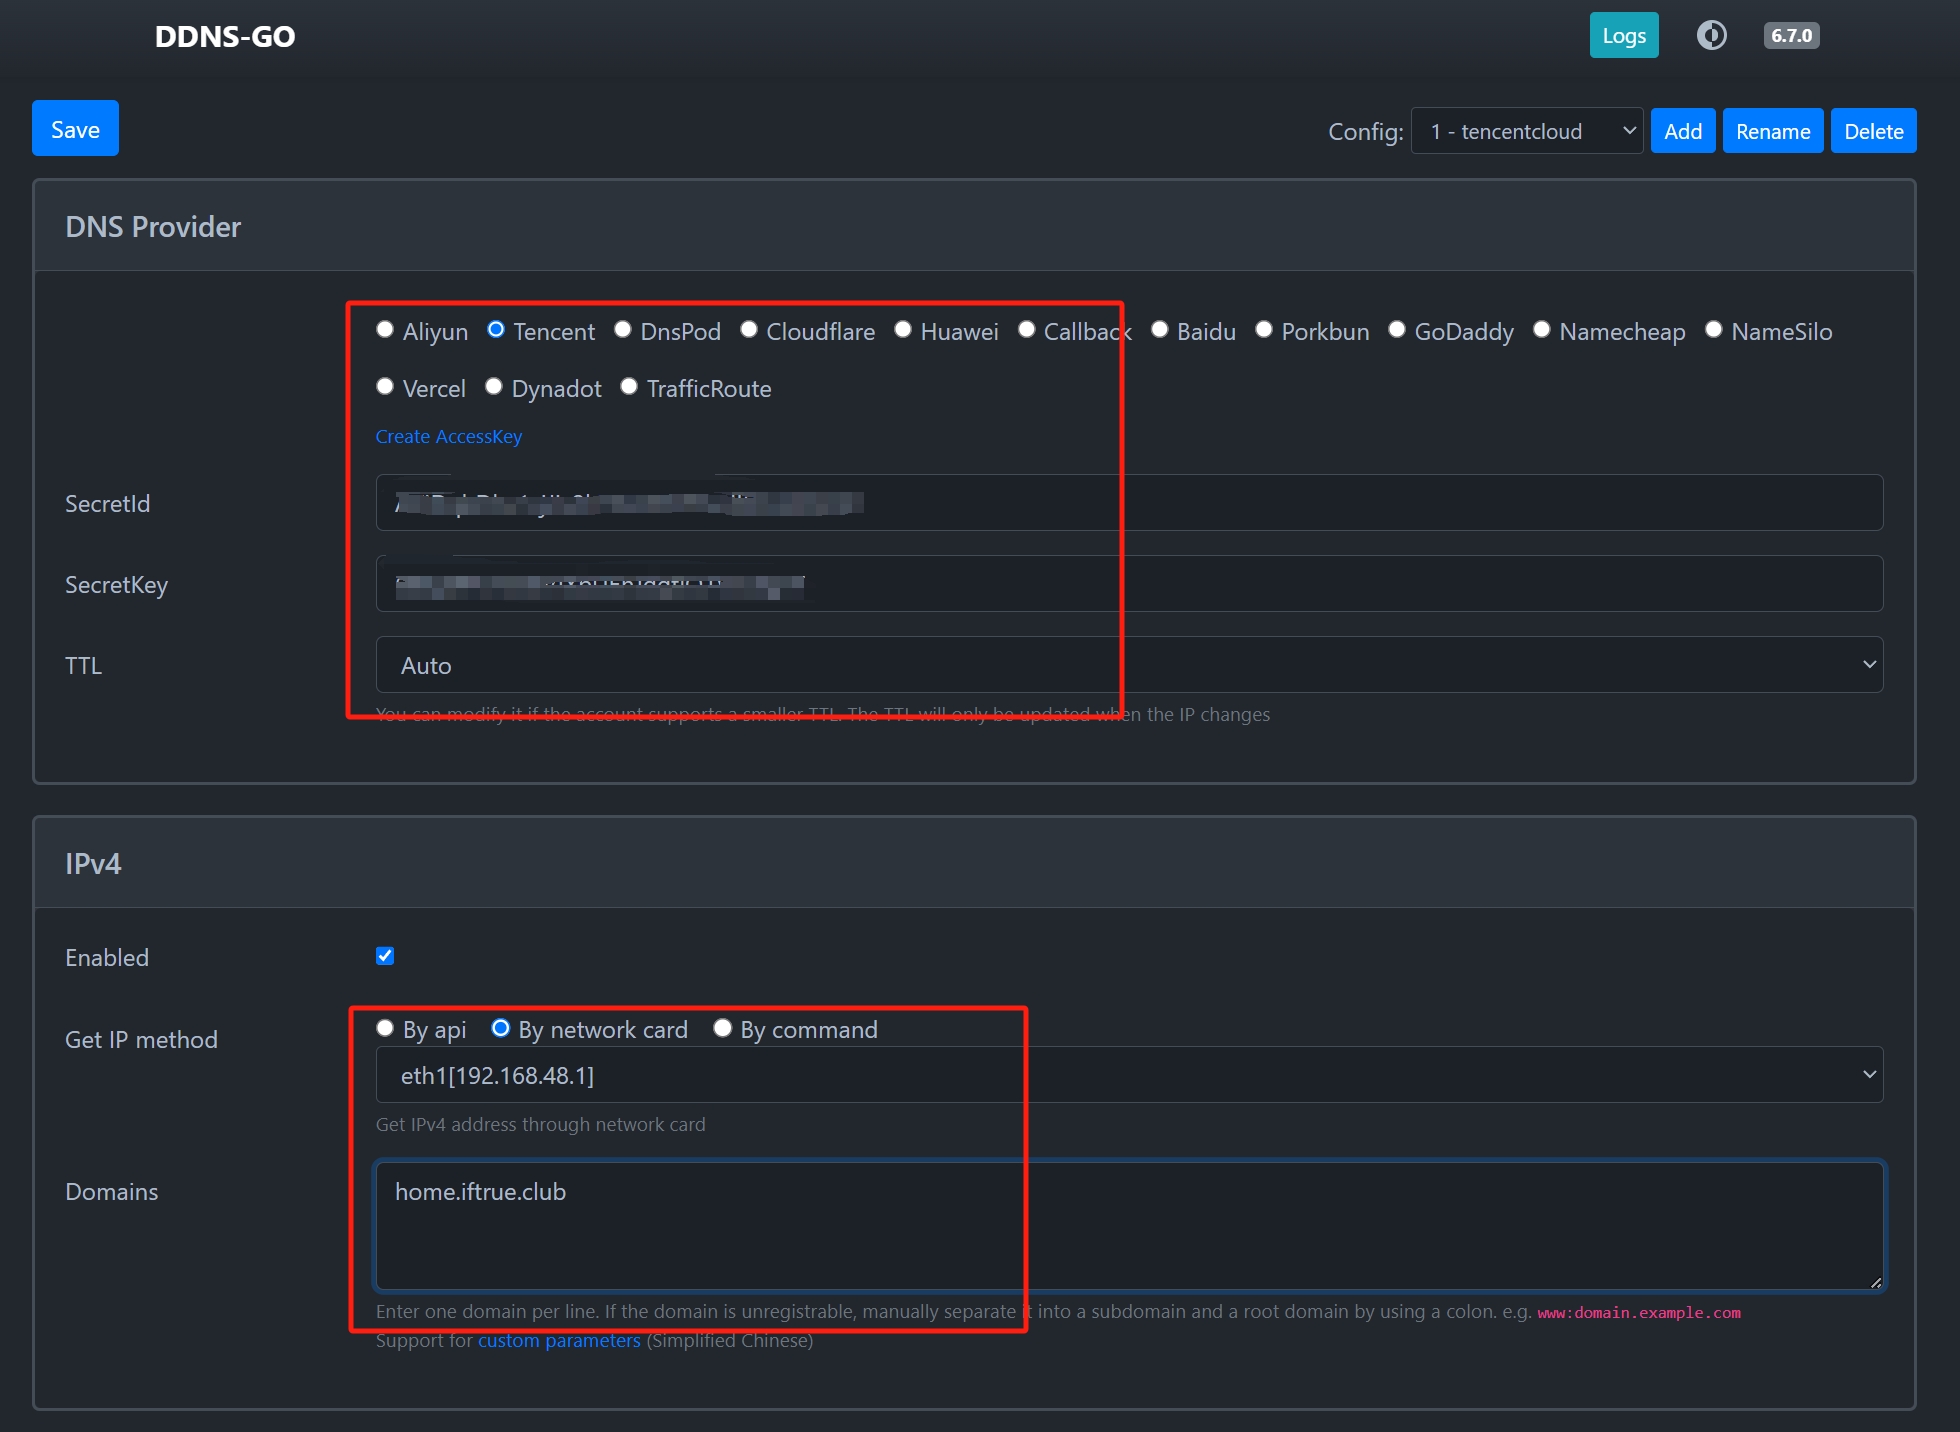 DDNS-GO
Logs
6.7.0
Save
Config: 1 - tencentcloud Add Rename Delete
DNS Provider
Aliyun Tencent DnsPod Cloudflare Huawei Callback Baidu Porkbun GoDaddy Namecheap NameSilo
Vercel Dynadot TrafficRoute
Create AccessKey
SecretId
SecretKey
TTL Auto
You can modify it if the account supports a smaller TTL. The TTL will only be updated when the IP changes
IPv4
Enabled
Get IP method By api By network card By command
eth1[192.168.48.1]
Get IPv4 address through network card
Domains home.iftrue.club
Enter one domain per line. If the domain is unregistrable, manually separate it into a subdomain and a root domain by using a colon. e.g. www:domain.example.com
Support for custom parameters (Simplified Chinese)